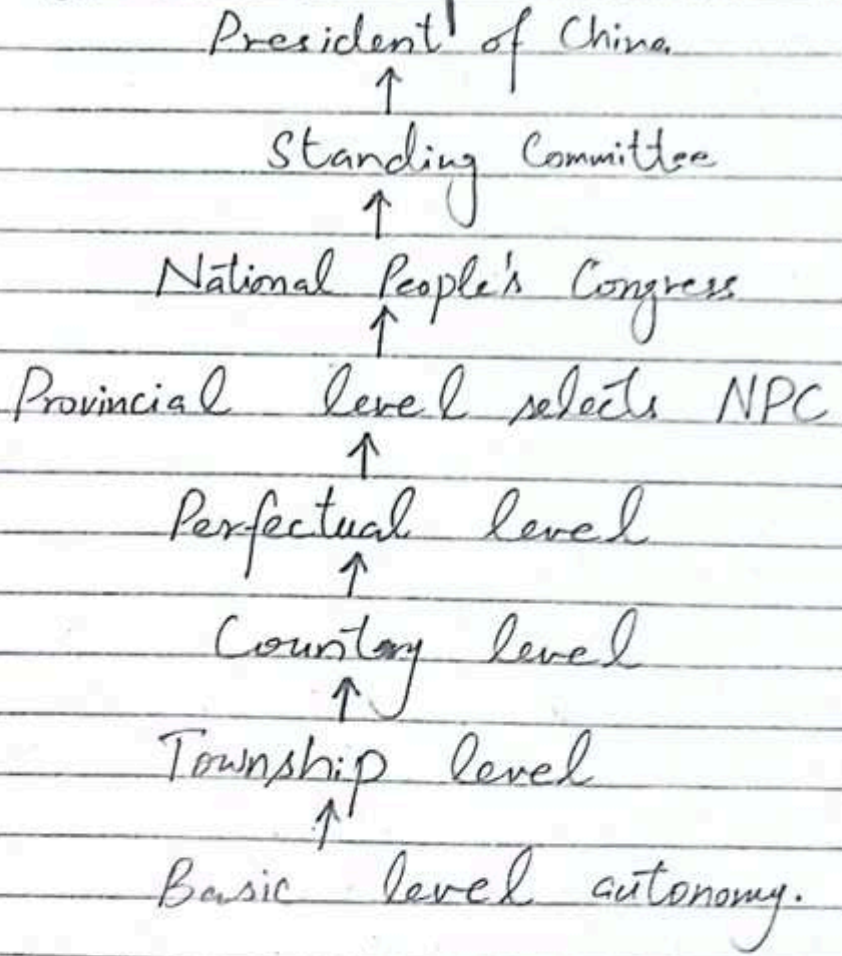 President of China
↑
Standing Committee
↑
National People's Congress
↑
Provincial level selects NPC
↑
Perfectual level
↑
Country level
↑
Township level
↑
Basic level autonomy.